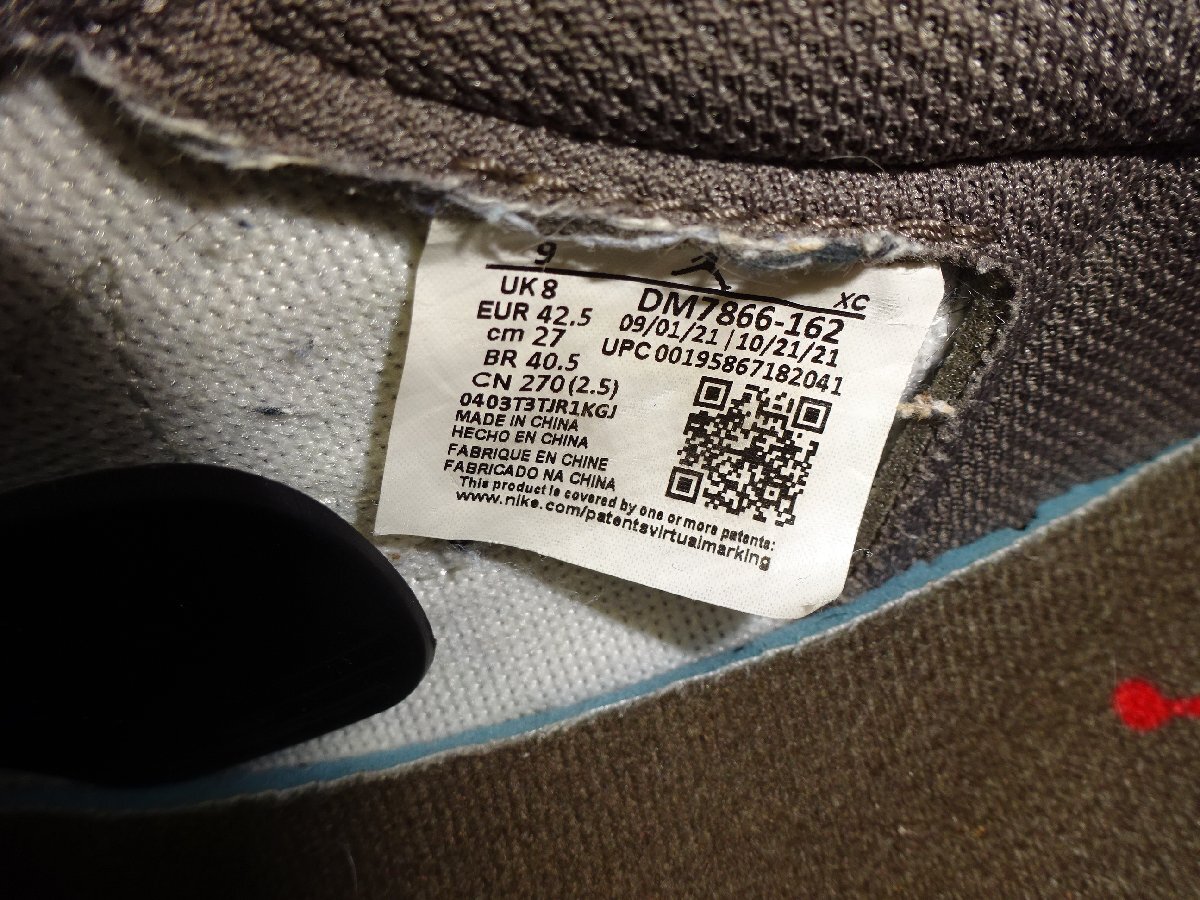 9
XC
UK 8
DM7866-162
EUR 42.5
09/01/21 | 10/21/21
cm 27
UPC 00195867182041
BR 40.5
CN 270 (2.5)
0403T3TJR1KGJ
MADE IN CHINA
HECHO EN CHINA
FABRIQUE EN CHINE
FABRICADO NA CHINA
This product is covered by one or more patents:
www.nike.com/patentsvirtualmarking